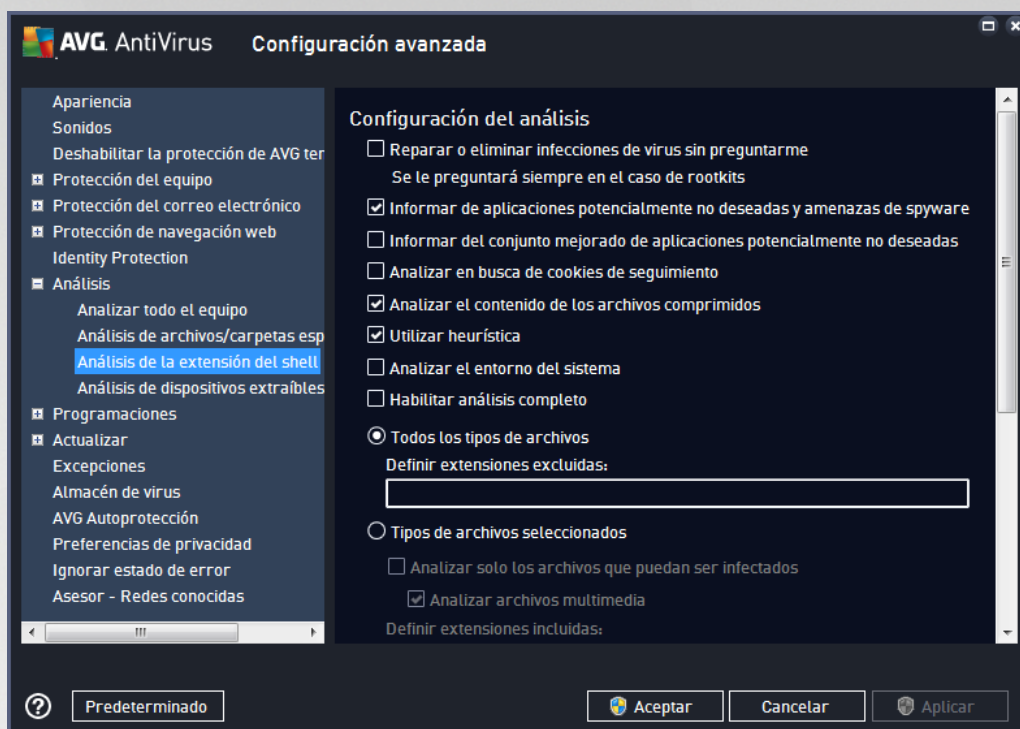 AVG. AntiVirus Configuración avanzada
Apariencia
Sonidos
Deshabilitar la protección de AVG ter
Protección del equipo
Protección del correo electrónico
Protección de navegación web
Identity Protection
Análisis
Analizar todo el equipo
Análisis de archivos/carpetas esp
Análisis de la extensión del shell
Análisis de dispositivos extraíbles
Programaciones
Actualizar
Excepciones
Almacén de virus
AVG Autoprotección
Preferencias de privacidad
Ignorar estado de error
Asesor - Redes conocidas
Configuración del análisis
Reparar o eliminar infecciones de virus sin preguntarme
Se le preguntará siempre en el caso de rootkits
Informar de aplicaciones potencialmente no deseadas y amenazas de spyware
Informar del conjunto mejorado de aplicaciones potencialmente no deseadas
Analizar en busca de cookies de seguimiento
Analizar el contenido de los archivos comprimidos
Utilizar heurística
Analizar el entorno del sistema
Habilitar análisis completo
Todos los tipos de archivos
Definir extensiones excluidas:
Tipos de archivos seleccionados
Analizar solo los archivos que puedan ser infectados
Analizar archivos multimedia
Definir extensiones incluidas:
Predeterminado Aceptar Cancelar Aplicar